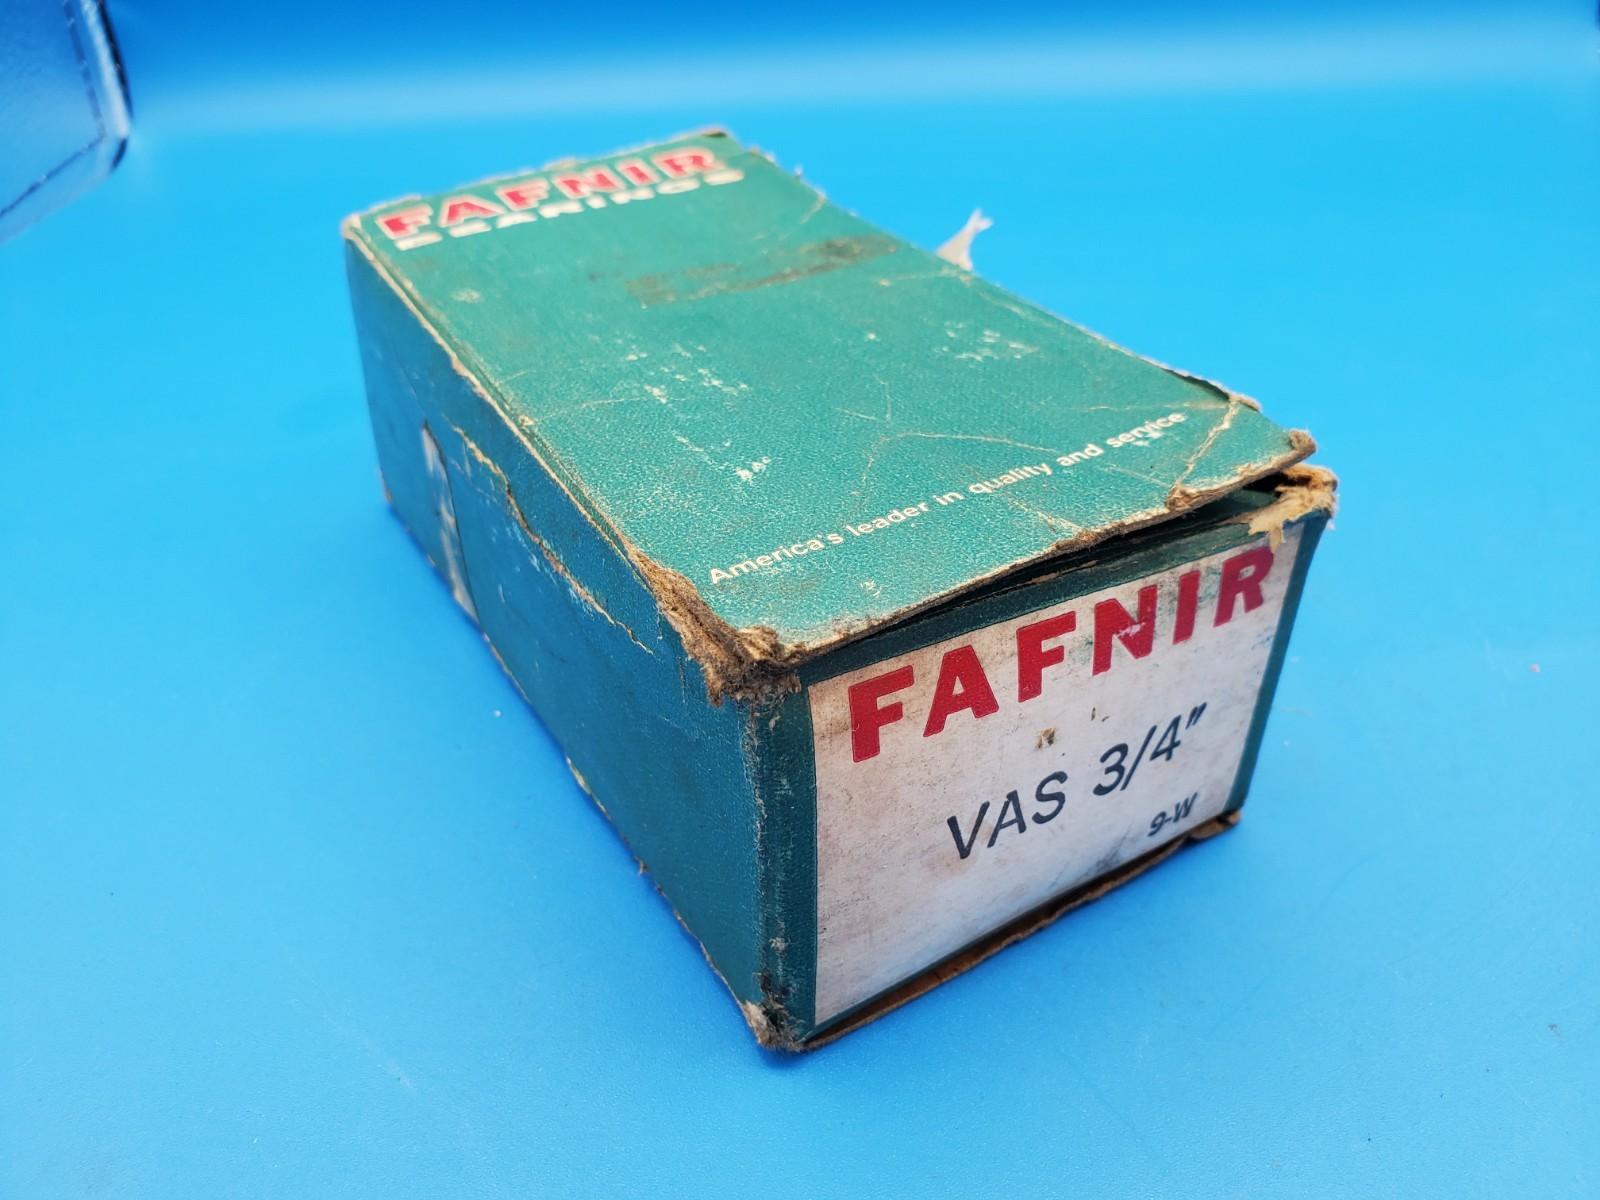 FAFNIR
BEARINGS
America's leader in quality and service
FAFNIR
VAS 3/4"
9-W